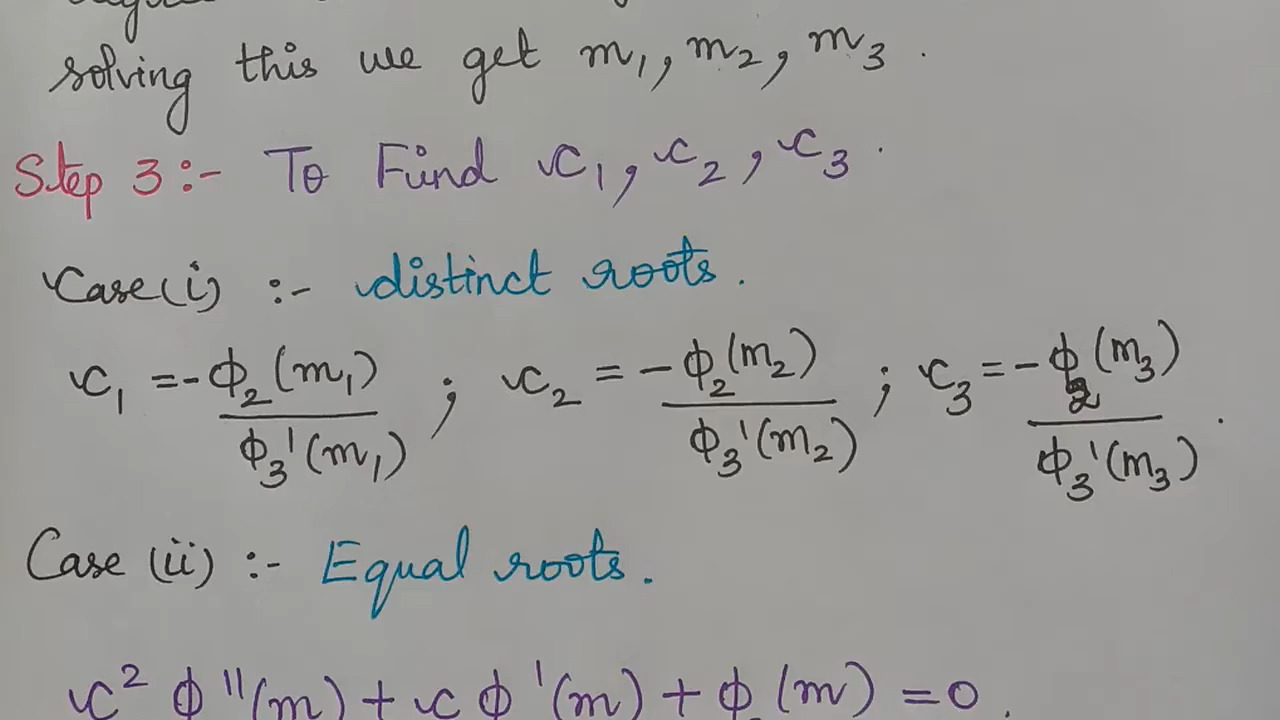 solving this we get m₁, m₂, m₃ .
Step 3 :- To Find c₁, c₂, c₃ .
Case(i) :- distinct roots .
c₁ = -ϕ₂(m₁)/ϕ₃'(m₁) ; c₂ = -ϕ₂(m₂)/ϕ₃'(m₂) ; c₃ = -ϕ₂(m₃)/ϕ₃'(m₃) .
Case (ii) :- Equal roots .
c² ϕ''(m) + c ϕ'(m) + ϕ (m) = 0 .